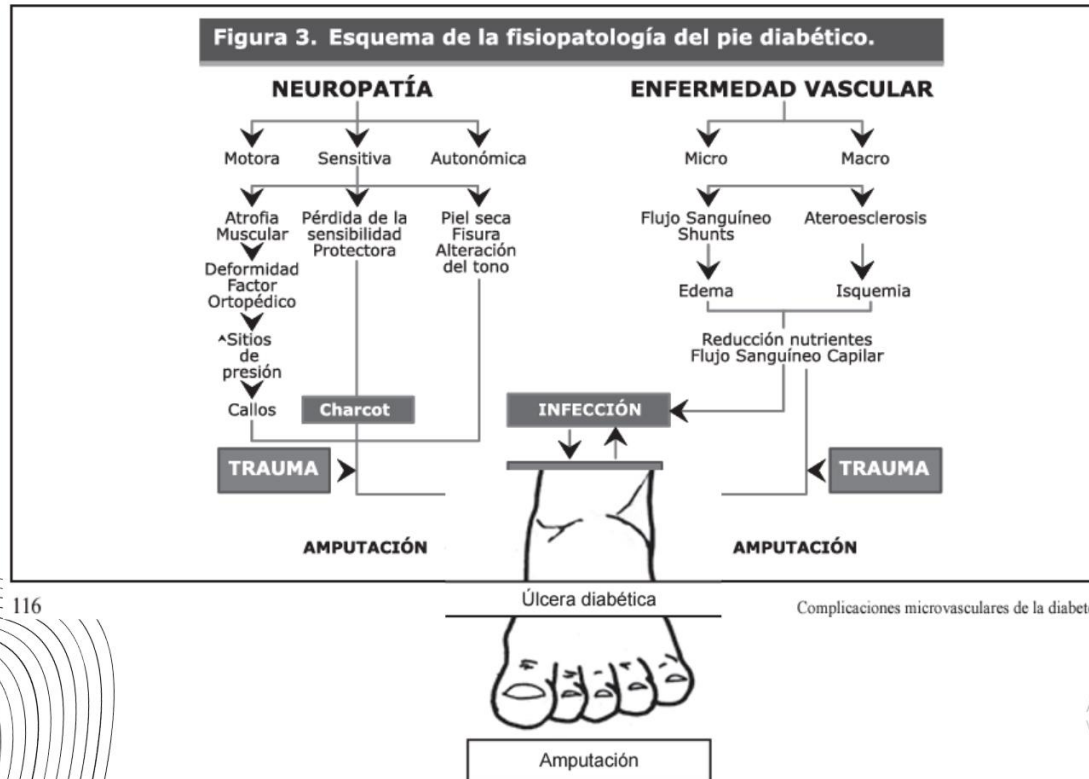 Figura 3. Esquema de la fisiopatología del pie diabético.
NEUROPATÍA
ENFERMEDAD VASCULAR
Motora
Sensitiva
Autonómica
Micro
Macro
Atrofia
Muscular
Pérdida de la
sensibilidad
Protectora
Piel seca
Fisura
Alteración
del tono
Flujo Sanguíneo
Shunts
Ateroesclerosis
Deformidad
Factor
Ortopédico
Edema
Isquemia
^Sitios
de
presión
Reducción nutrientes
Flujo Sanguíneo Capilar
Callos
Charcot
INFECCIÓN
TRAUMA
TRAUMA
AMPUTACIÓN
AMPUTACIÓN
Úlcera diabética
116
Complicaciones microvasculares de la diabet
Amputación